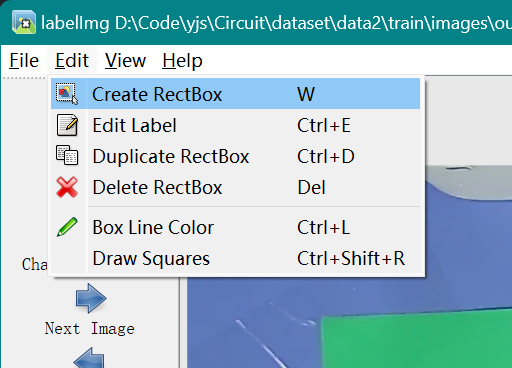 labelImg D:\Code\yjs\Circuit\dataset\data2\train\images\ou
File Edit View Help
Create RectBox W
Edit Label Ctrl+E
Duplicate RectBox Ctrl+D
Delete RectBox Del
Box Line Color Ctrl+L
Draw Squares Ctrl+Shift+R
Cha
Next Image